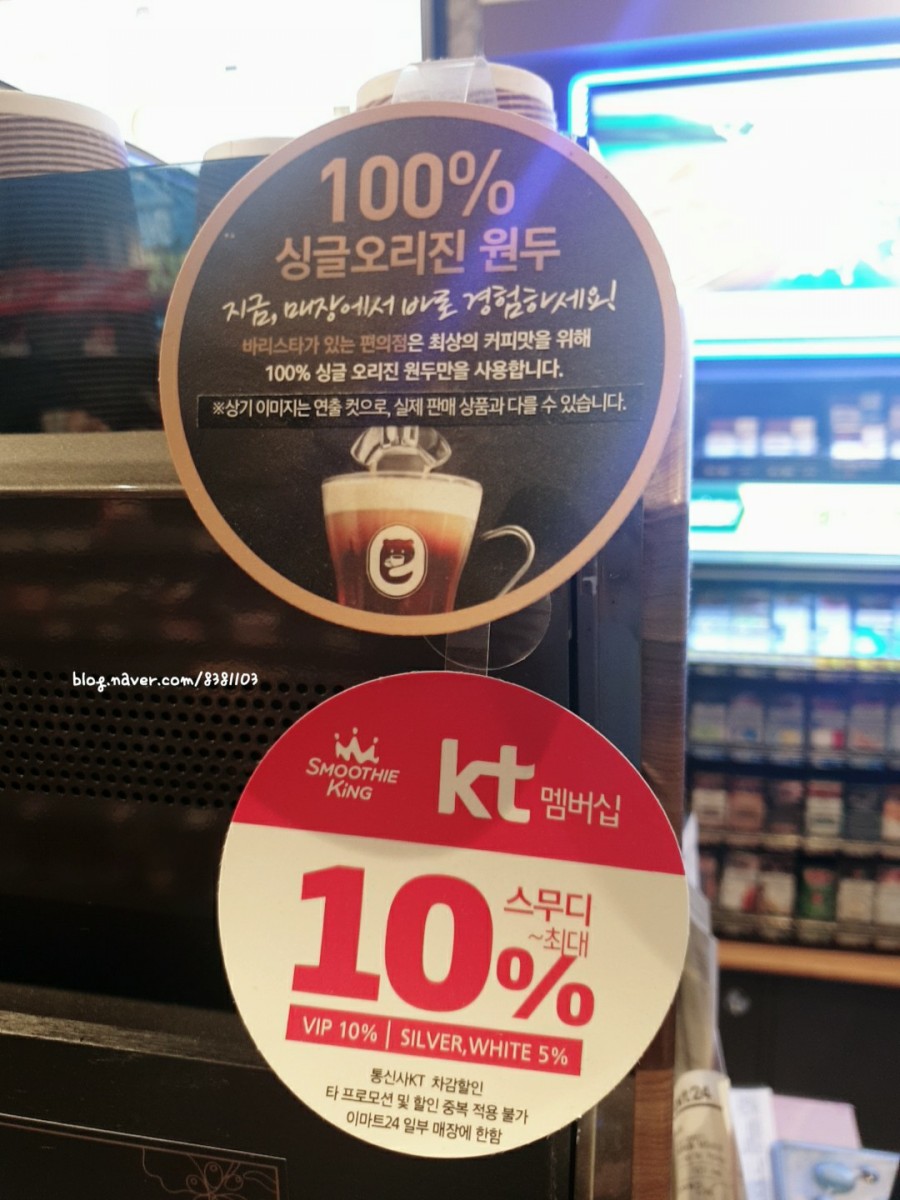 100%
싱글오리진 원두
지금, 매장에서 바로 경험하세요!
바리스타가 있는 편의점은 최상의 커피맛을 위해
100% 싱글 오리진 원두만을 사용합니다.
※상기 이미지는 연출 컷으로, 실제 판매 상품과 다를 수 있습니다.
blog.naver.com/8381103
SMOOTHIE
KING
kt 멤버십
스무디
~최대
10%
VIP 10% | SILVER,WHITE 5%
통신사KT 차감할인
타 프로모션 및 할인 중복 적용 불가
이마트24 일부 매장에 한함